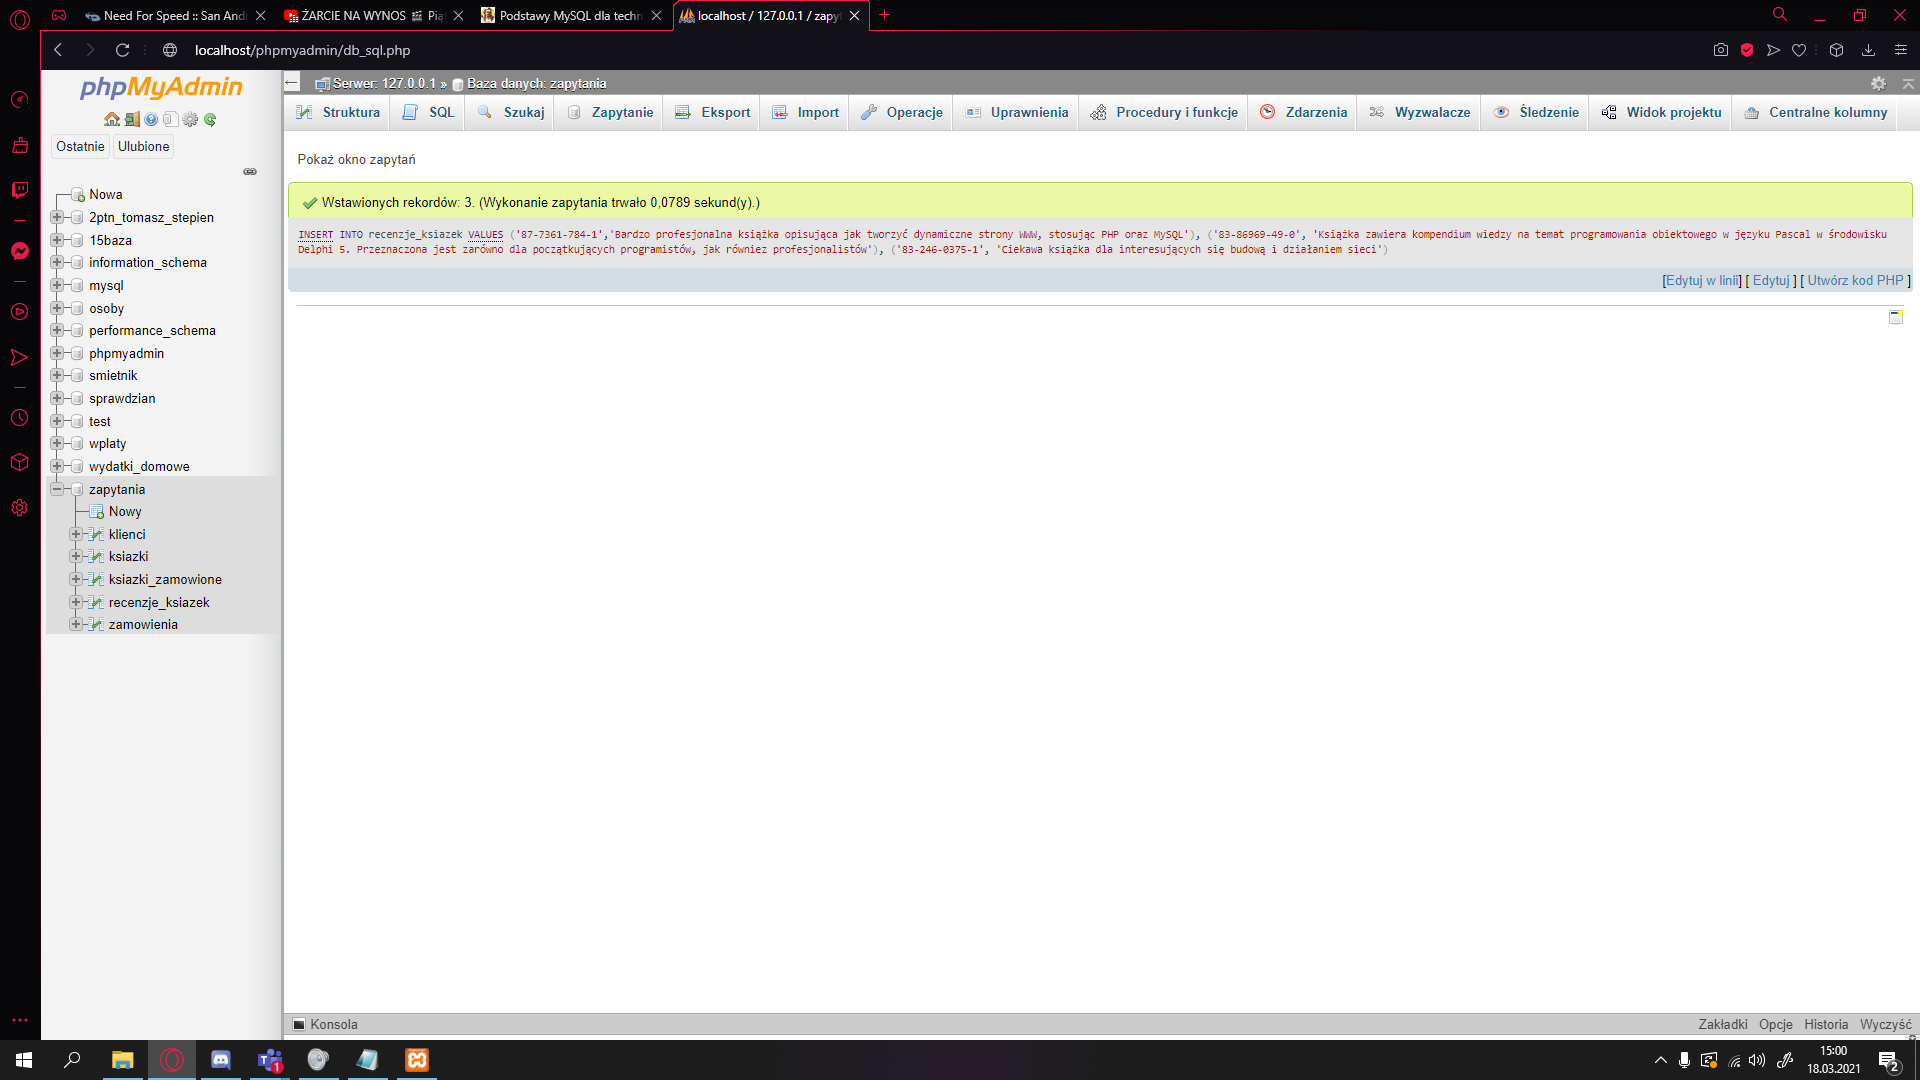 Need For Speed :: San And
ŻARCIE NA WYNOS 🎬 Pią
Podstawy MySQL dla techn
localhost / 127.0.0.1 / zapy
localhost/phpmyadmin/db_sql.php
phpMyAdmin
Ostatnie
Ulubione
Nowa
2ptn_tomasz_stepien
15baza
information_schema
mysql
osoby
performance_schema
phpmyadmin
smietnik
sprawdzian
test
wplaty
wydatki_domowe
zapytania
Nowy
klienci
ksiazki
ksiazki_zamowione
recenzje_ksiazek
zamowienia
Serwer: 127.0.0.1 » Baza danych: zapytania
Struktura SQL Szukaj Zapytanie Eksport Import Operacje Uprawnienia Procedury i funkcje Zdarzenia Wyzwalacze Śledzenie Widok projektu Centralne kolumny
Pokaż okno zapytań
Wstawionych rekordów: 3. (Wykonanie zapytania trwało 0,0789 sekund(y).)
INSERT INTO recenzje_ksiazek VALUES ('87-7361-784-1','Bardzo profesjonalna książka opisująca jak tworzyć dynamiczne strony WWW, stosując PHP oraz MySQL'), ('83-86969-49-0', 'Książka zawiera kompendium wiedzy na temat programowania obiektowego w języku Pascal w środowisku
Delphi 5. Przeznaczona jest zarówno dla początkujących programistów, jak równiez profesjonalistów'), ('83-246-0375-1', 'Ciekawa książka dla interesujących się budową i działaniem sieci')
[Edytuj w linii] [ Edytuj ] [ Utwórz kod PHP ]
Konsola
Zakładki Opcje Historia Wyczyść
1
15:00
18.03.2021
2